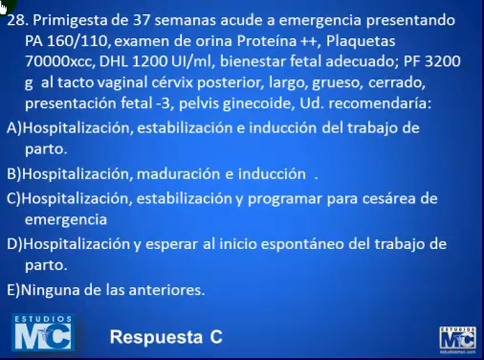 28. Primigesta de 37 semanas acude a emergencia presentando
PA 160/110, examen de orina Proteína ++, Plaquetas
70000xcc, DHL 1200 UI/ml, bienestar fetal adecuado; PF 3200
g al tacto vaginal cérvix posterior, largo, grueso, cerrado,
presentación fetal -3, pelvis ginecoide, Ud. recomendaría:
A)Hospitalización, estabilización e inducción del trabajo de
parto.
B)Hospitalización, maduración e inducción .
C)Hospitalización, estabilización y programar para cesárea de
emergencia
D)Hospitalización y esperar al inicio espontáneo del trabajo de
parto.
E)Ninguna de las anteriores.
ESTUDIOS
MC
Respuesta C
ESTUDIOS
MC
estudiosmyc.com